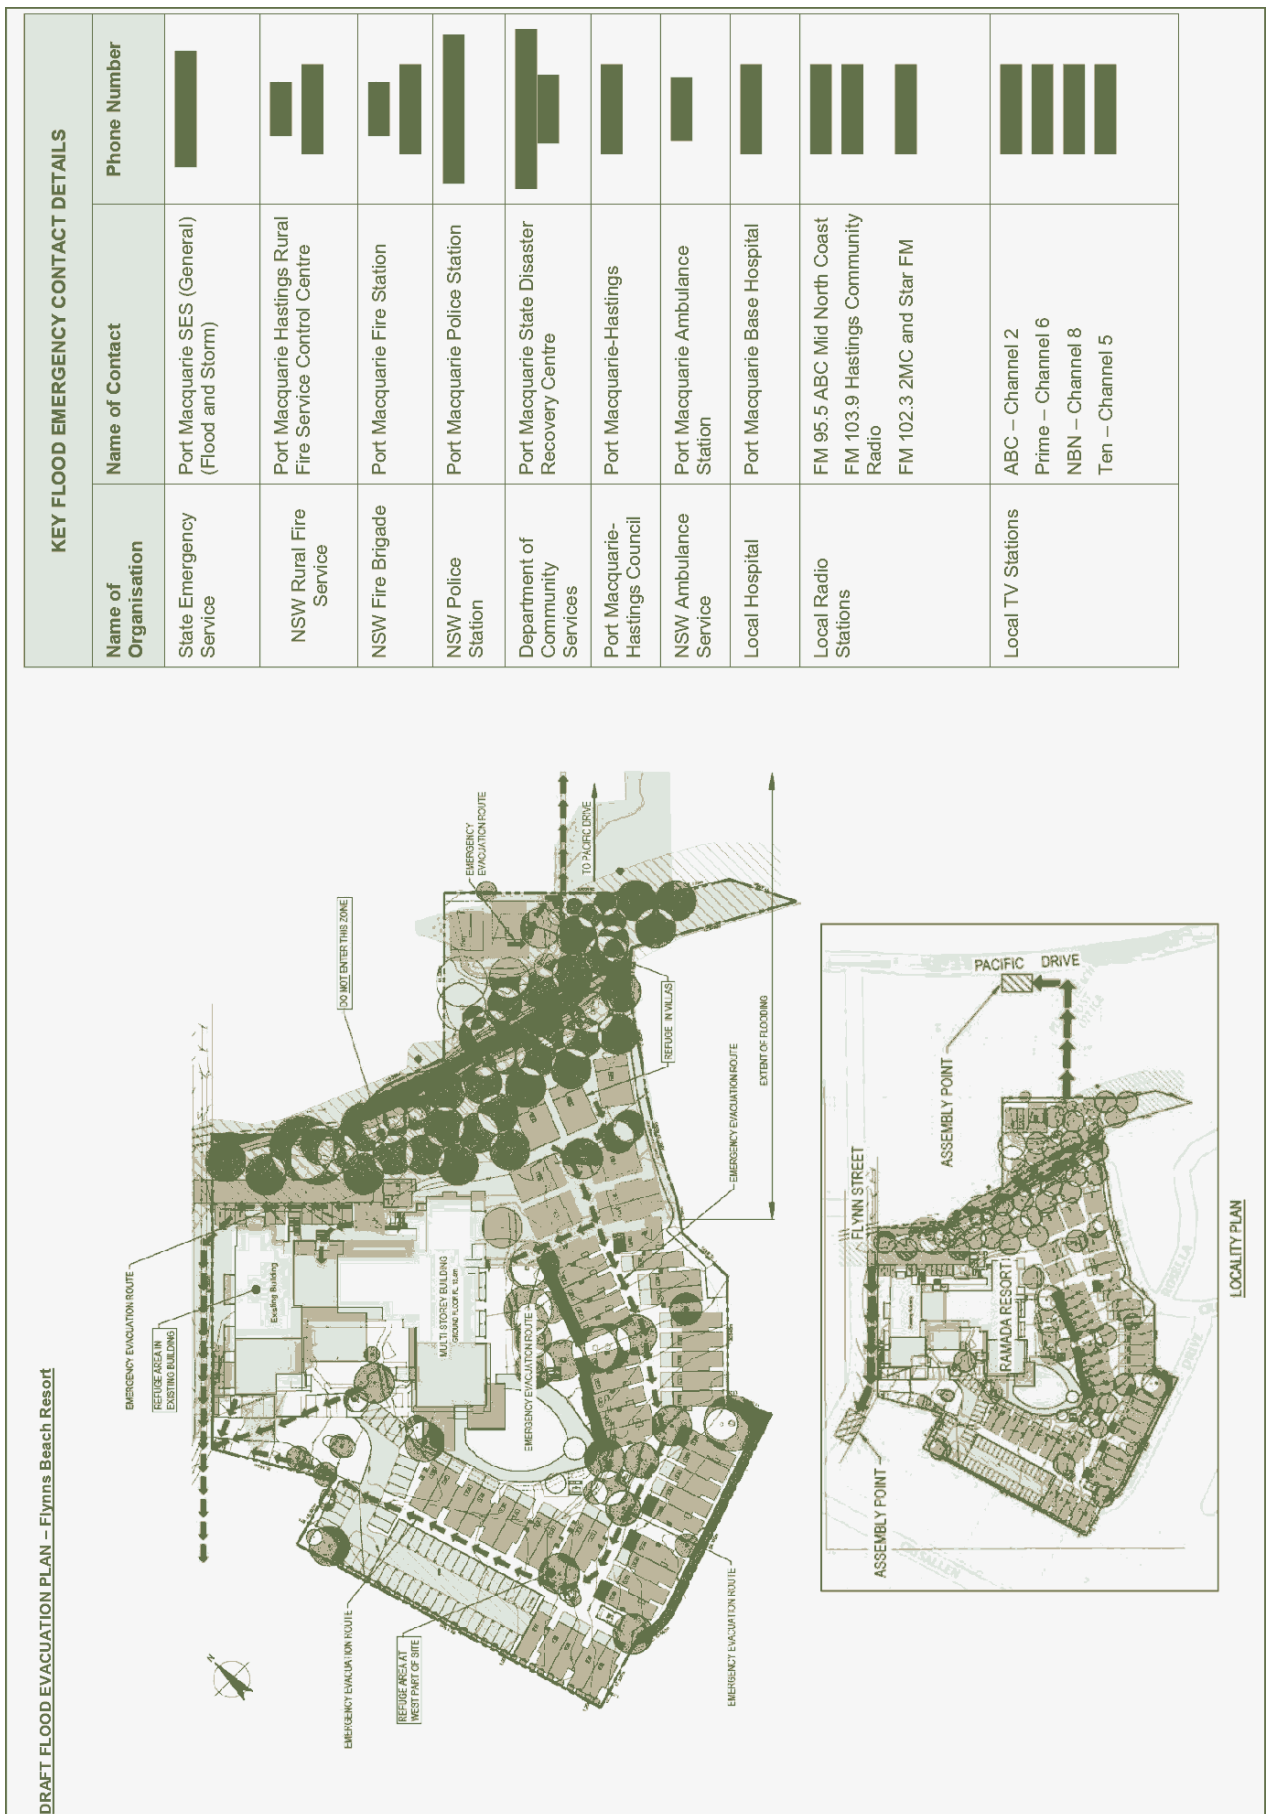 DRAFT FLOOD EVACUATION PLAN – Flynns Beach Resort
EMERGENCY EVACUATION ROUTE
REFUGE AREA IN
EXISTING BUILDING
DO NOT ENTER THIS ZONE
EMERGENCY
EVACUATION ROUTE
TO PACIFIC DRIVE
Existing Building
MULTI STOREY BUILDING
GROUND FLOOR FL
EMERGENCY EVACUATION ROUTE
REFUGE IN VILLAS
EMERGENCY EVACUATION ROUTE
EXTENT OF FLOODING
N
EMERGENCY EVACUATION ROUTE
REFUGE AREA AT
WEST PART OF SITE
EMERGENCY EVACUATION ROUTE
ASSEMBLY POINT
FLYNN STREET
ASSEMBLY POINT
PACIFIC DRIVE
RAMADA RESORT
ROSELLA
DRIVE
LOCALITY PLAN
KEY FLOOD EMERGENCY CONTACT DETAILS
Name of
Organisation
Name of Contact
Phone Number
State Emergency
Service
Port Macquarie SES (General)
(Flood and Storm)
NSW Rural Fire
Service
Port Macquarie Hastings Rural
Fire Service Control Centre
NSW Fire Brigade
Port Macquarie Fire Station
NSW Police
Station
Port Macquarie Police Station
Department of
Community
Services
Port Macquarie State Disaster
Recovery Centre
Port Macquarie-
Hastings Council
Port Macquarie-Hastings
NSW Ambulance
Service
Port Macquarie Ambulance
Station
Local Hospital
Port Macquarie Base Hospital
Local Radio
Stations
FM 95.5 ABC Mid North Coast
FM 103.9 Hastings Community
Radio
FM 102.3 2MC and Star FM
Local TV Stations
ABC – Channel 2
Prime – Channel 6
NBN – Channel 8
Ten – Channel 5